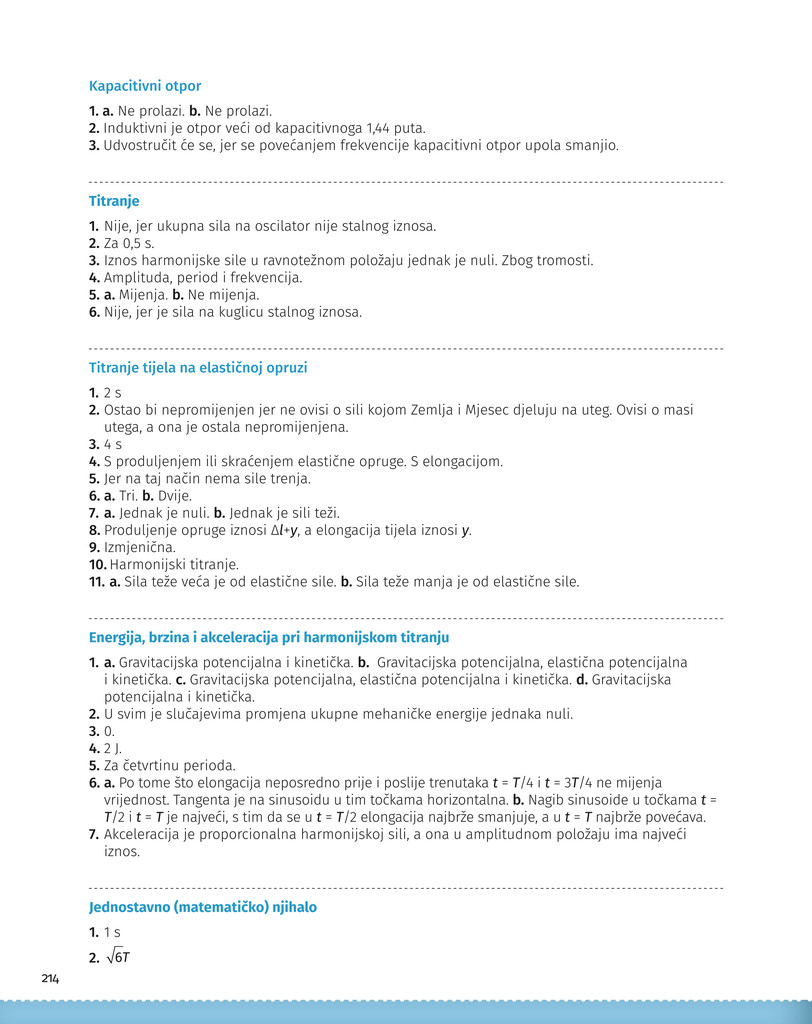 Kapacitivni otpor
1. a. Ne prolazi. b. Ne prolazi.
2. Induktivni je otpor veći od kapacitivnoga 1,44 puta.
3. Udvostručit će se, jer se povećanjem frekvencije kapacitivni otpor upola smanjio.
Titranje
1. Nije, jer ukupna sila na oscilator nije stalnog iznosa.
2. Za 0,5 s.
3. Iznos harmonijske sile u ravnotežnom položaju jednak je nuli. Zbog tromosti.
4. Amplituda, period i frekvencija.
5. a. Mijenja. b. Ne mijenja.
6. Nije, jer je sila na kuglicu stalnog iznosa.
Titranje tijela na elastičnoj opruzi
1. 2 s
2. Ostao bi nepromijenjen jer ne ovisi o sili kojom Zemlja i Mjesec djeluju na uteg. Ovisi o masi
utega, a ona je ostala nepromijenjena.
3. 4 s
4. S produljenjem ili skraćenjem elastične opruge. S elongacijom.
5. Jer na taj način nema sile trenja.
6. a. Tri. b. Dvije.
7. a. Jednak je nuli. b. Jednak je sili teži.
8. Produljenje opruge iznosi Δl+y, a elongacija tijela iznosi y.
9. Izmjenična.
10. Harmonijski titranje.
11. a. Sila teže veća je od elastične sile. b. Sila teže manja je od elastične sile.
Energija, brzina i akceleracija pri harmonijskom titranju
1. a. Gravitacijska potencijalna i kinetička. b. Gravitacijska potencijalna, elastična potencijalna
i kinetička. c. Gravitacijska potencijalna, elastična potencijalna i kinetička. d. Gravitacijska
potencijalna i kinetička.
2. U svim je slučajevima promjena ukupne mehaničke energije jednaka nuli.
3. 0.
4. 2 J.
5. Za četvrtinu perioda.
6. a. Po tome što elongacija neposredno prije i poslije trenutaka t = T/4 i t = 3T/4 ne mijenja
vrijednost. Tangenta je na sinusoidu u tim točkama horizontalna. b. Nagib sinusoide u točkama t =
T/2 i t = T je najveći, s tim da se u t = T/2 elongacija najbrže smanjuje, a u t = T najbrže povećava.
7. Akceleracija je proporcionalna harmonijskoj sili, a ona u amplitudnom položaju ima najveći
iznos.
Jednostavno (matematičko) njihalo
1. 1 s
2. √6T
214